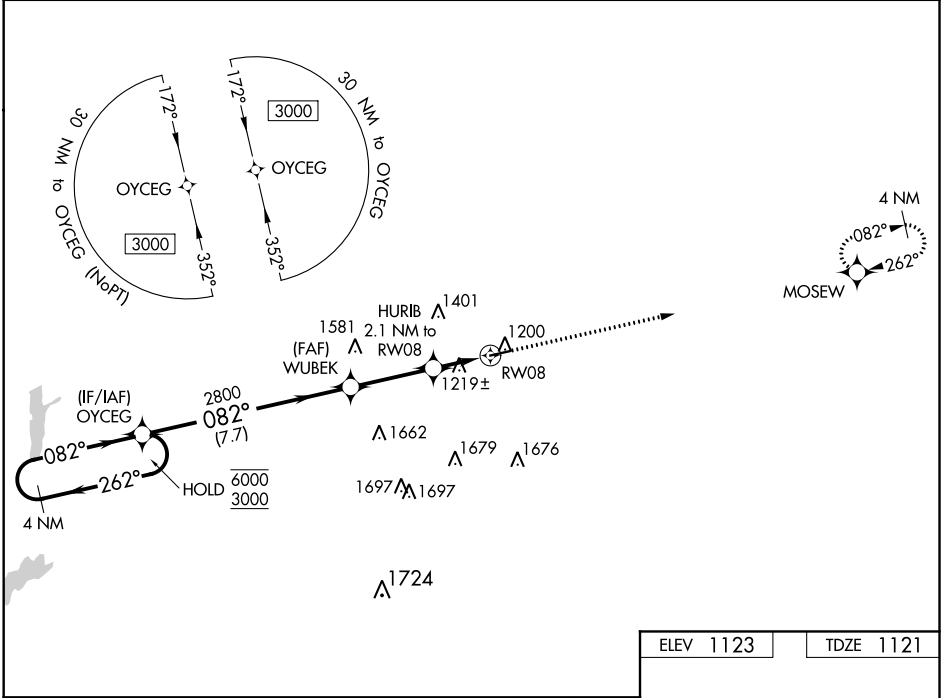 172°
OYCEG
352°
3000
30 NM to OYCEG (NoPT)
172°
3000
OYCEG
352°
30 NM to OYCEG
4 NM
082°
262°
MOSEW
HURIB
2.1 NM to
RW08
1401
1581
(FAF)
WUBEK
1200
RW08
1219±
(IF/IAF)
OYCEG
2800
082°
(7.7)
082°
262°
4 NM
HOLD
6000
3000
1662
1679
1676
1697
1697
1724
ELEV 1123
TDZE 1121